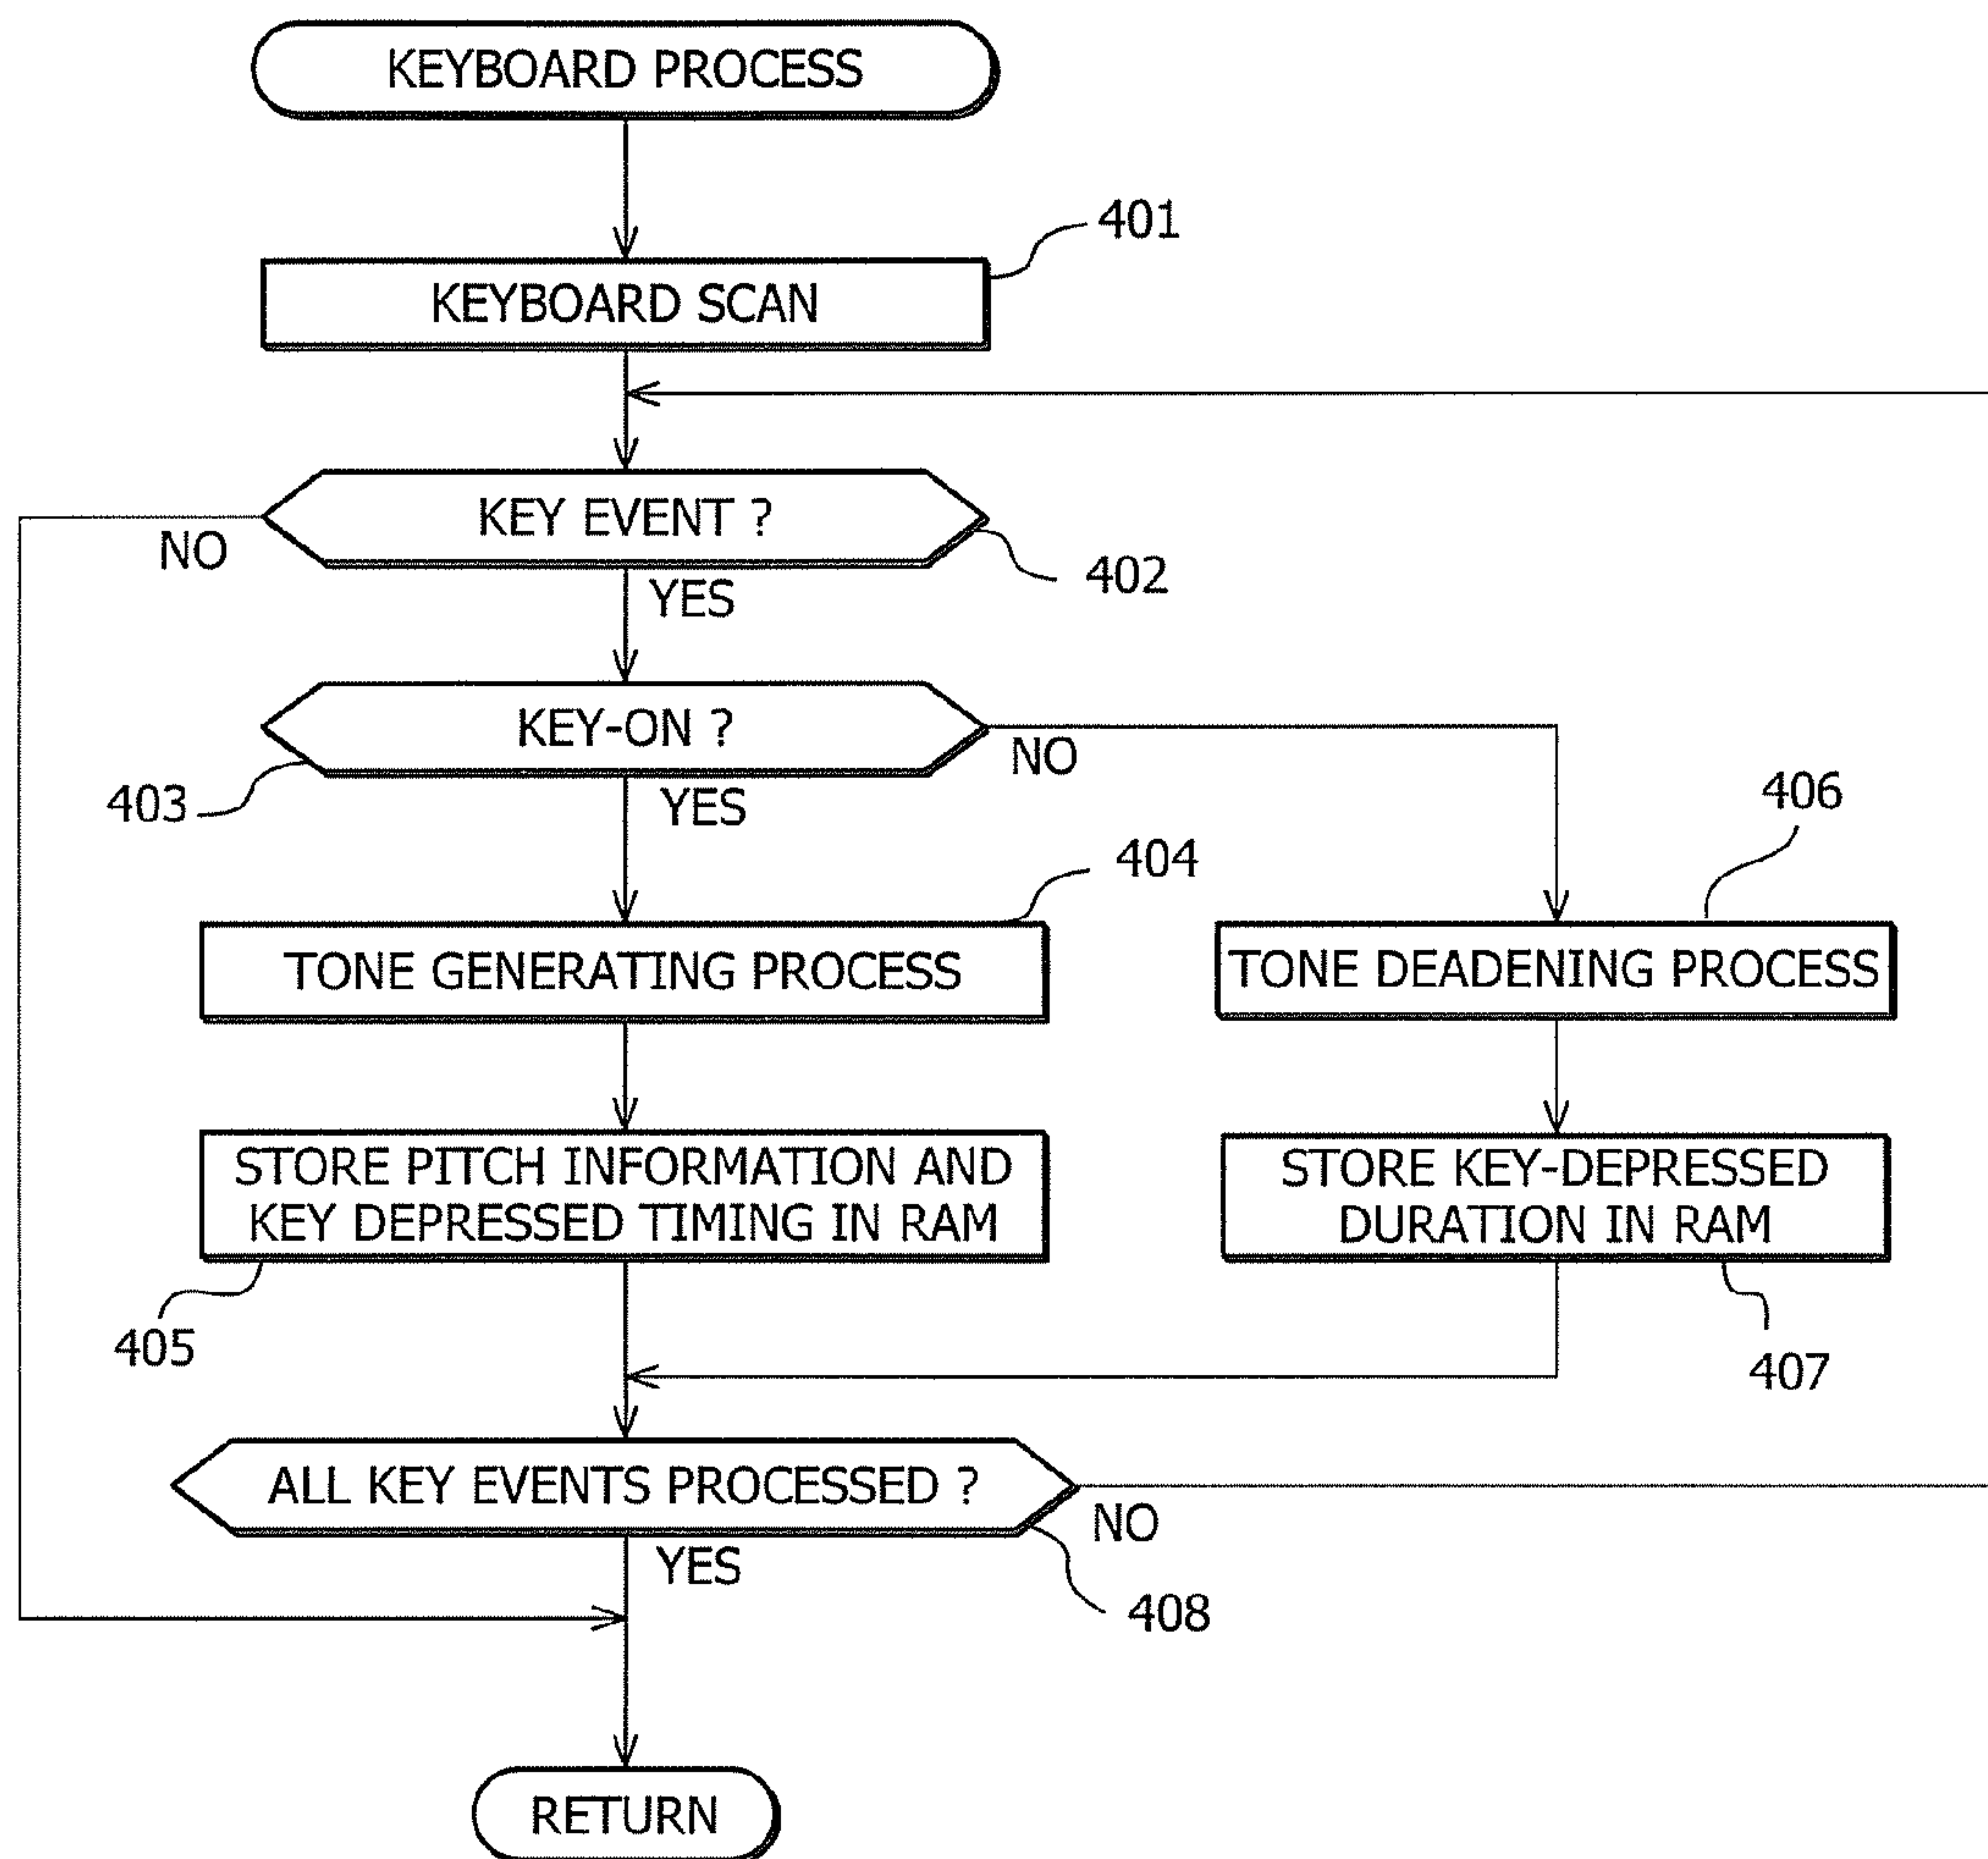 KEYBOARD PROCESS
401
KEYBOARD SCAN
KEY EVENT ?
NO
402
YES
KEY-ON ?
NO
403
YES
406
404
TONE GENERATING PROCESS
TONE DEADENING PROCESS
STORE PITCH INFORMATION AND
KEY DEPRESSED TIMING IN RAM
STORE KEY-DEPRESSED
DURATION IN RAM
405
407
ALL KEY EVENTS PROCESSED ?
NO
YES
408
RETURN